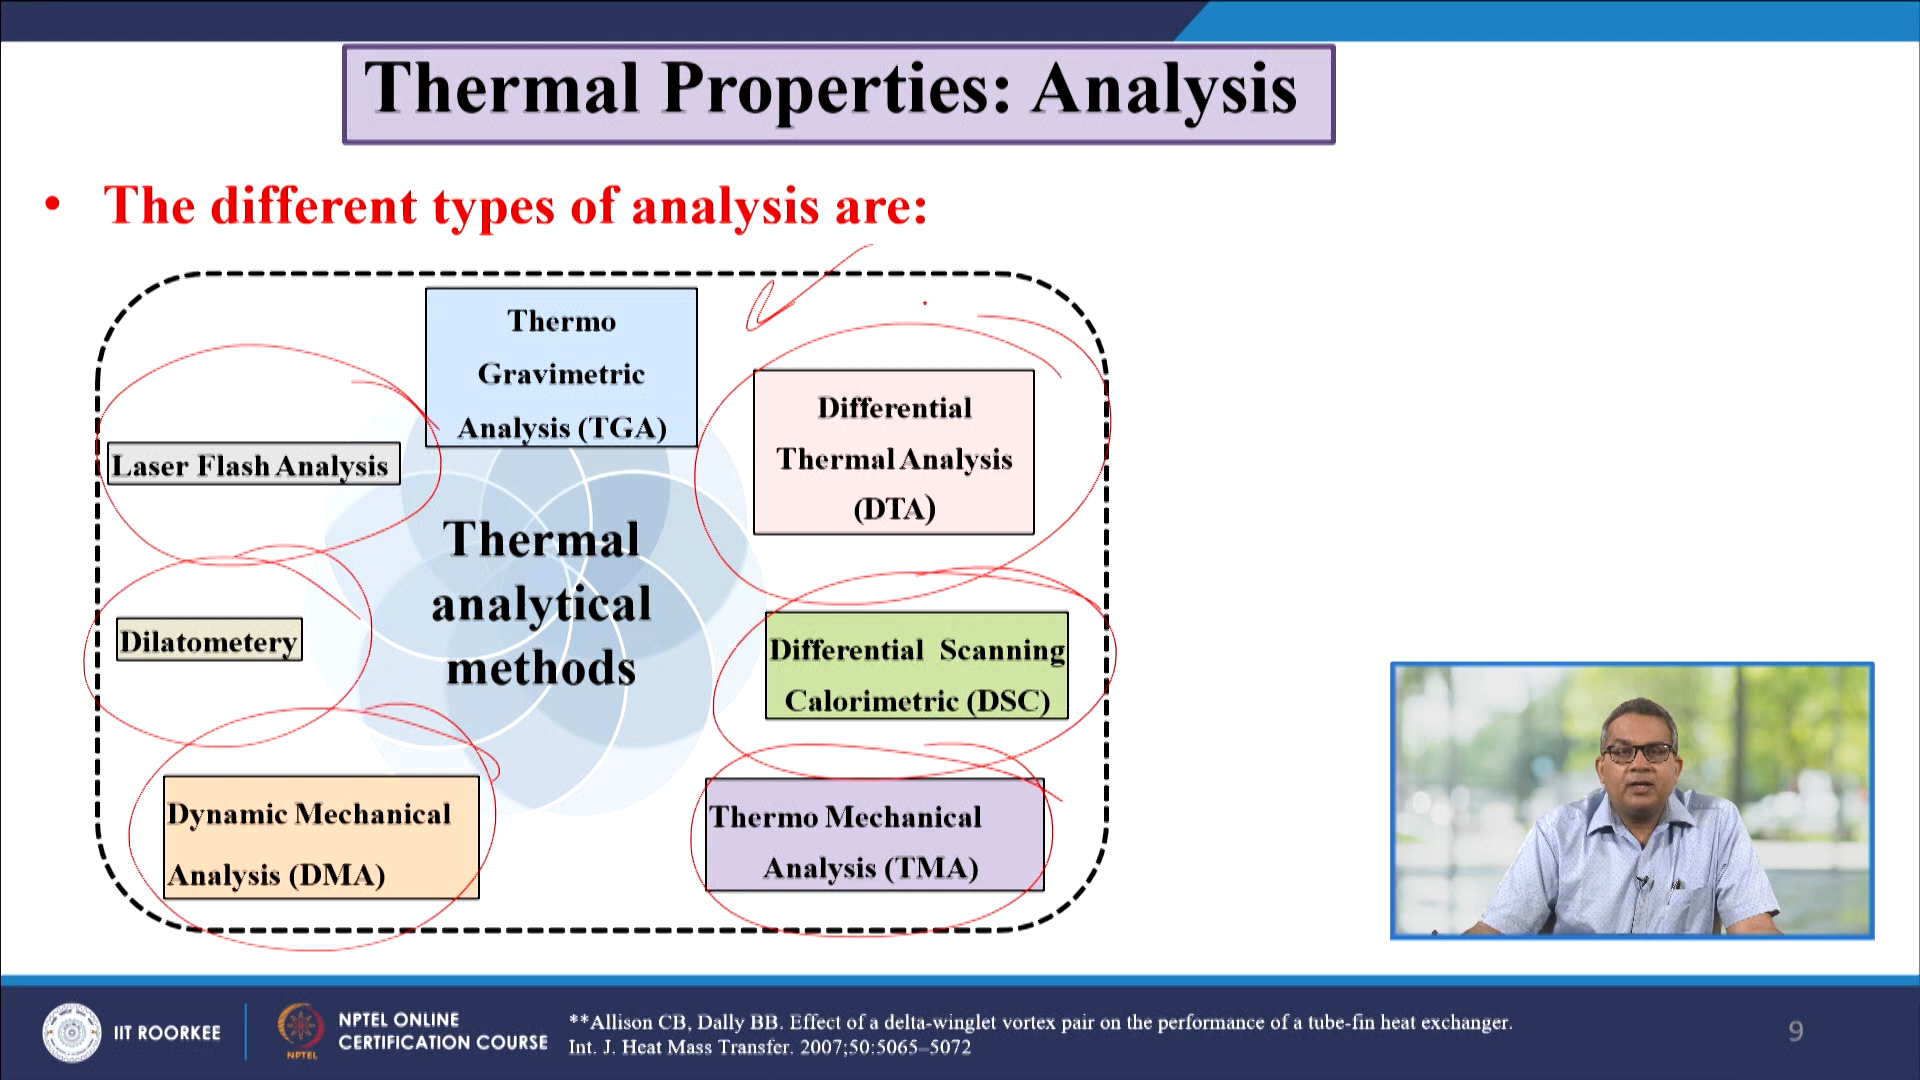 Thermal Properties: Analysis
• The different types of analysis are:
Thermo
Gravimetric
Analysis (TGA)
Differential
Thermal Analysis
(DTA)
Laser Flash Analysis
Thermal
analytical
methods
Dilatometery
Differential Scanning
Calorimetric (DSC)
Dynamic Mechanical
Analysis (DMA)
Thermo Mechanical
Analysis (TMA)
IIT ROORKEE
NPTEL
NPTEL ONLINE
CERTIFICATION COURSE
**Allison CB, Dally BB. Effect of a delta-winglet vortex pair on the performance of a tube-fin heat exchanger.
Int. J. Heat Mass Transfer. 2007;50:5065–5072
9